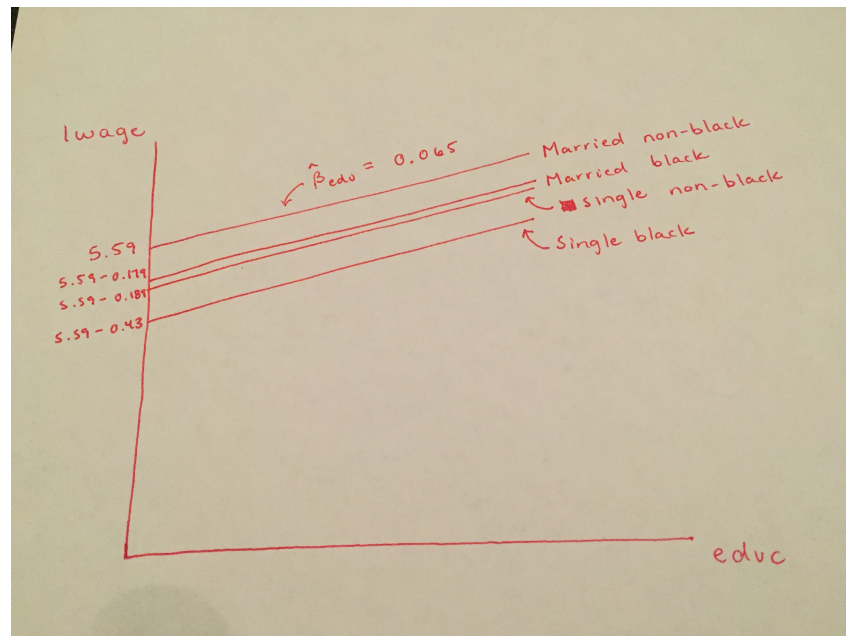 lwage
β̂edu = 0.065
Married non-black
Married black
single non-black
Single black
5.59
5.59-0.179
5.59-0.189
5.59-0.43
educ